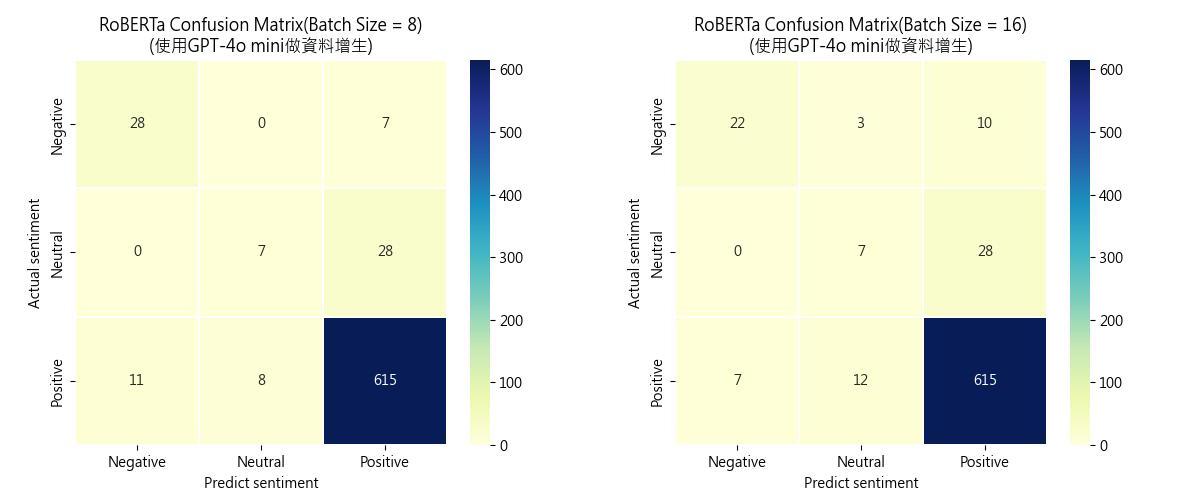 RoBERTa Confusion Matrix(Batch Size = 8)
(使用GPT-4o mini做資料增生)
Actual sentiment
Negative
28
0
7
Neutral
0
7
28
Positive
11
8
615
Negative
Neutral
Positive
Predict sentiment
600
500
400
300
200
100
0
RoBERTa Confusion Matrix(Batch Size = 16)
(使用GPT-4o mini做資料增生)
Actual sentiment
Negative
22
3
10
Neutral
0
7
28
Positive
7
12
615
Negative
Neutral
Positive
Predict sentiment
600
500
400
300
200
100
0